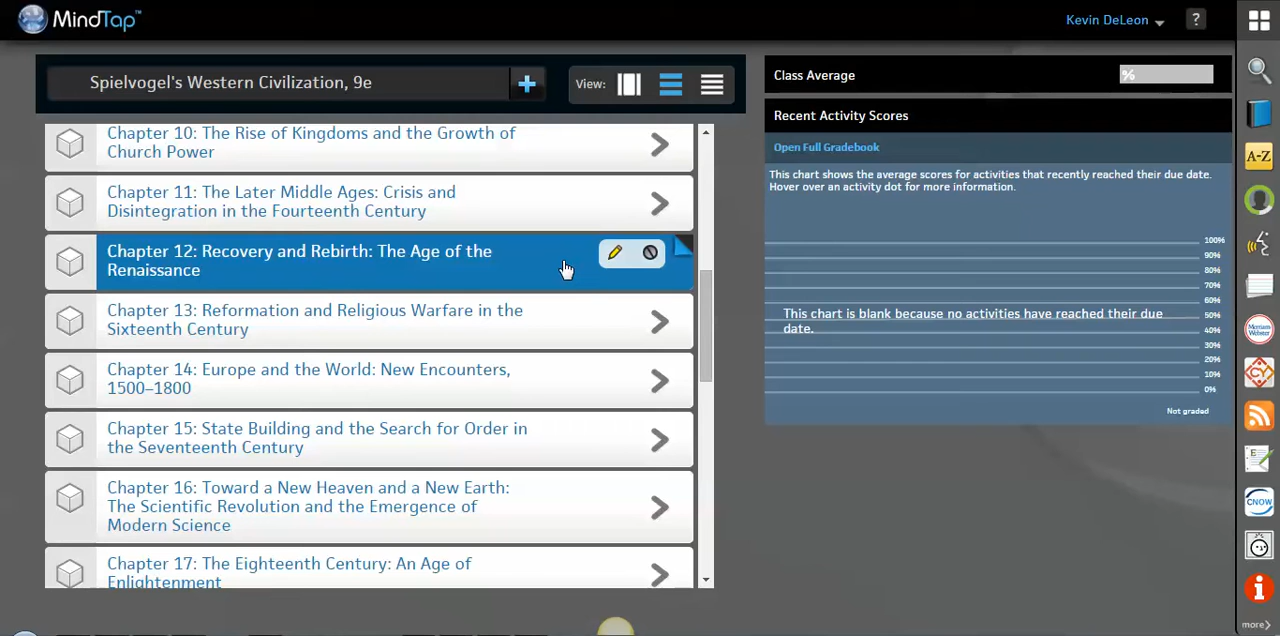 MindTap™
Kevin DeLeon
?
Spielvogel's Western Civilization, 9e
+
View:
Chapter 10: The Rise of Kingdoms and the Growth of
Church Power
Chapter 11: The Later Middle Ages: Crisis and
Disintegration in the Fourteenth Century
Chapter 12: Recovery and Rebirth: The Age of the
Renaissance
Chapter 13: Reformation and Religious Warfare in the
Sixteenth Century
Chapter 14: Europe and the World: New Encounters,
1500–1800
Chapter 15: State Building and the Search for Order in
the Seventeenth Century
Chapter 16: Toward a New Heaven and a New Earth:
The Scientific Revolution and the Emergence of
Modern Science
Chapter 17: The Eighteenth Century: An Age of
Enlightenment
Class Average
%
Recent Activity Scores
Open Full Gradebook
This chart shows the average scores for activities that recently reached their due date.
Hover over an activity dot for more information.
100%
90%
80%
70%
60%
50%
40%
30%
20%
10%
0%
This chart is blank because no activities have reached their due
date.
Not graded
A-Z
Merriam
Webster
CY
E
CNOW
i
more>